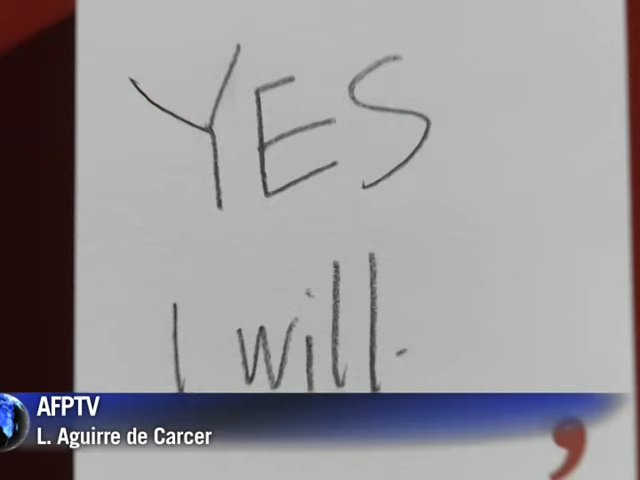 YES
I will.
AFPTV
L. Aguirre de Carcer
,